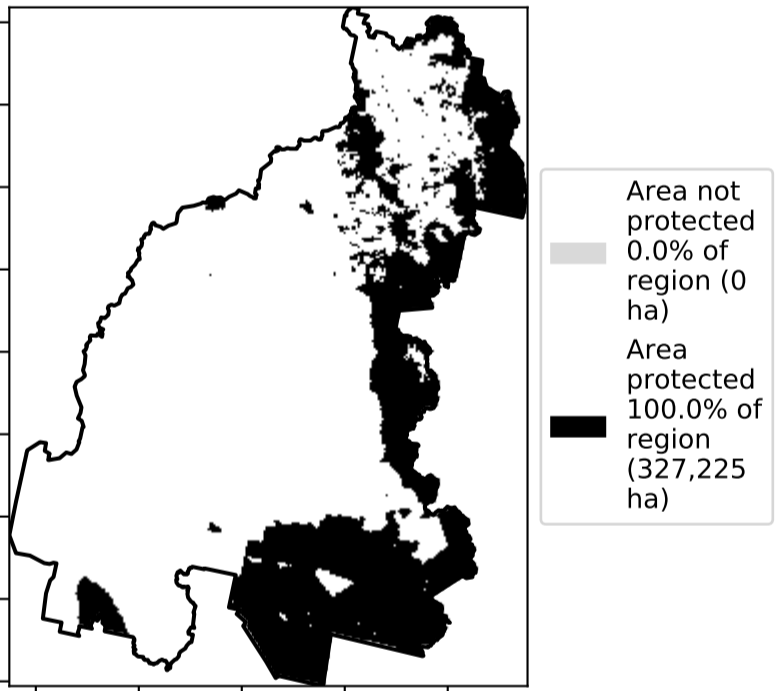 Area not
protected
0.0% of
region (0
ha)
Area
protected
100.0% of
region
(327,225
ha)